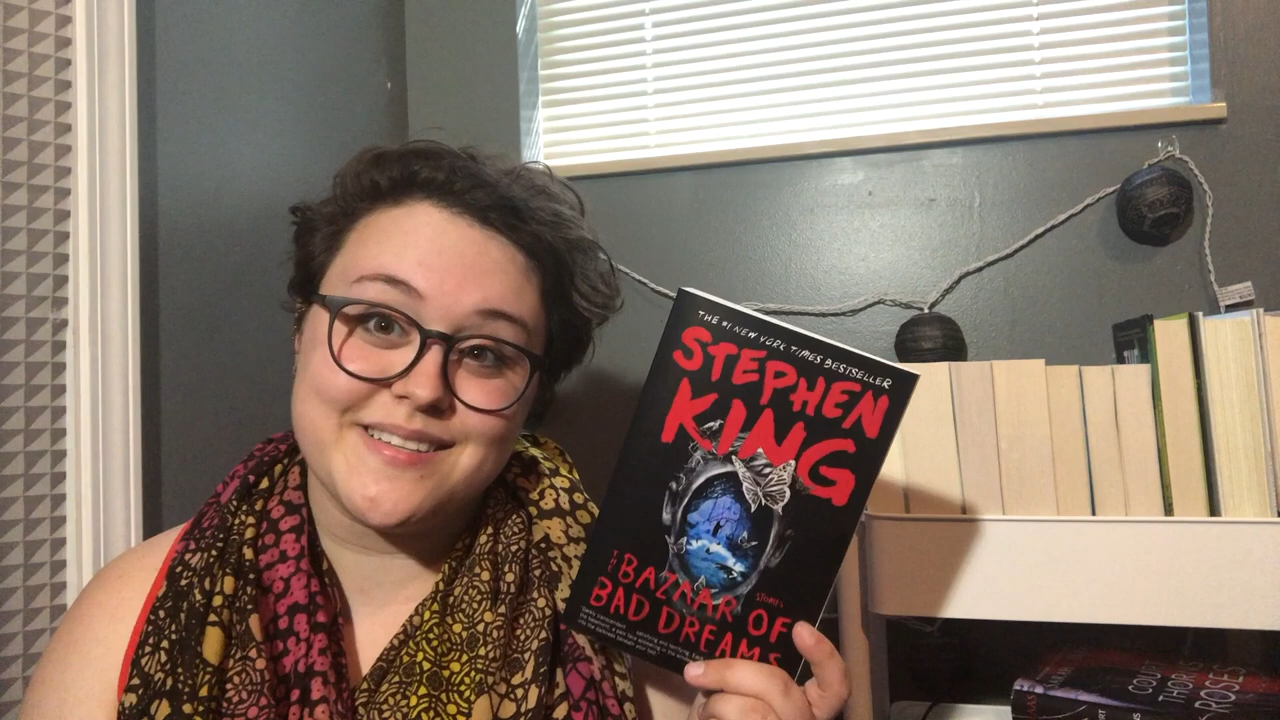 THE #1 NEW YORK TIMES BESTSELLER
STEPHEN
KING
THE BAZAAR OF
STORIES
BAD DREAMS
COURT
THORNS
ROSES